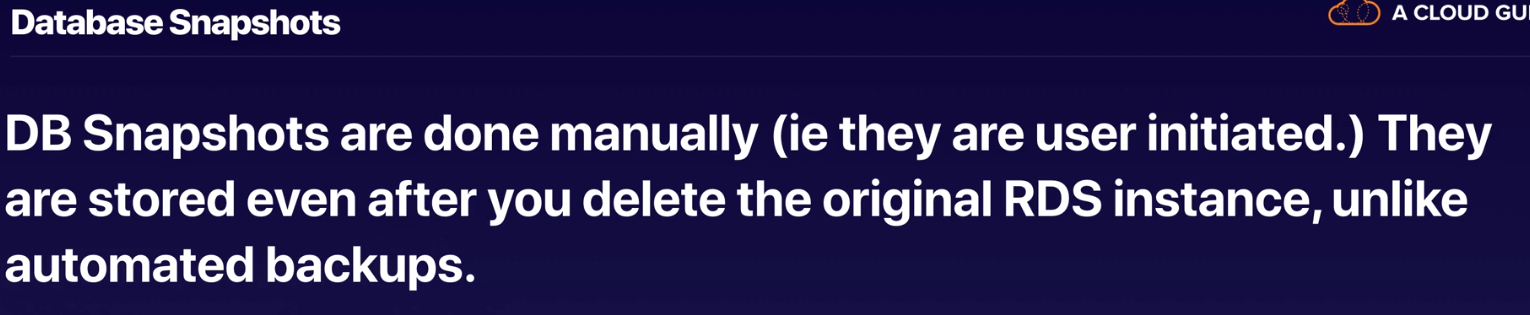 Database Snapshots
A CLOUD GU
DB Snapshots are done manually (ie they are user initiated.) They
are stored even after you delete the original RDS instance, unlike
automated backups.